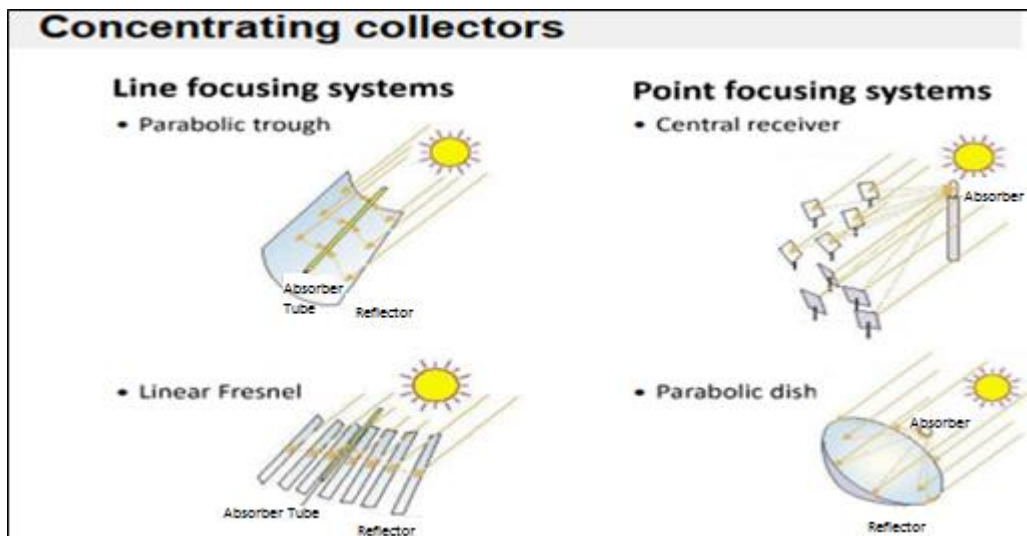 Concentrating collectors
Line focusing systems
• Parabolic trough
Absorber
Tube
Reflector
• Linear Fresnel
Absorber Tube
Reflector
Point focusing systems
• Central receiver
Absorber
• Parabolic dish
Absorber
Reflector